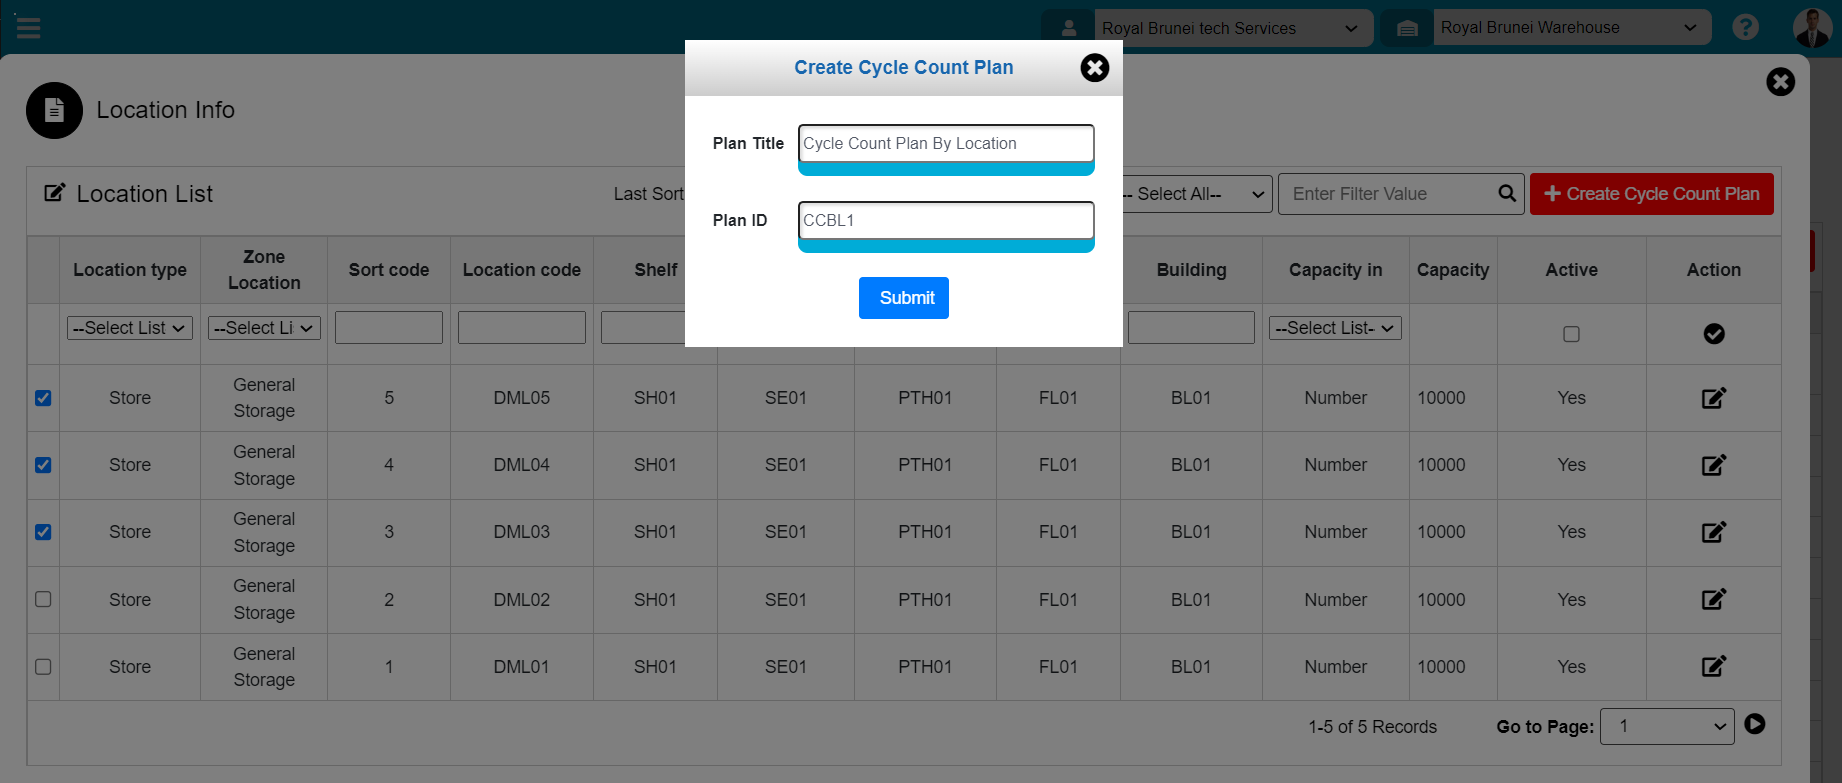 Royal Brunei tech Services
Royal Brunei Warehouse
?
Create Cycle Count Plan
Plan Title
Cycle Count Plan By Location
Plan ID
CCBL1
Submit
Location Info
Location List
Last Sort
-- Select All--
Enter Filter Value
Create Cycle Count Plan
Location type Zone Location Sort code Location code Shelf Building Capacity in Capacity Active Action
--Select List --Select Li --Select List-
Store General Storage 5 DML05 SH01 SE01 PTH01 FL01 BL01 Number 10000 Yes
Store General Storage 4 DML04 SH01 SE01 PTH01 FL01 BL01 Number 10000 Yes
Store General Storage 3 DML03 SH01 SE01 PTH01 FL01 BL01 Number 10000 Yes
Store General Storage 2 DML02 SH01 SE01 PTH01 FL01 BL01 Number 10000 Yes
Store General Storage 1 DML01 SH01 SE01 PTH01 FL01 BL01 Number 10000 Yes
1-5 of 5 Records Go to Page: 1